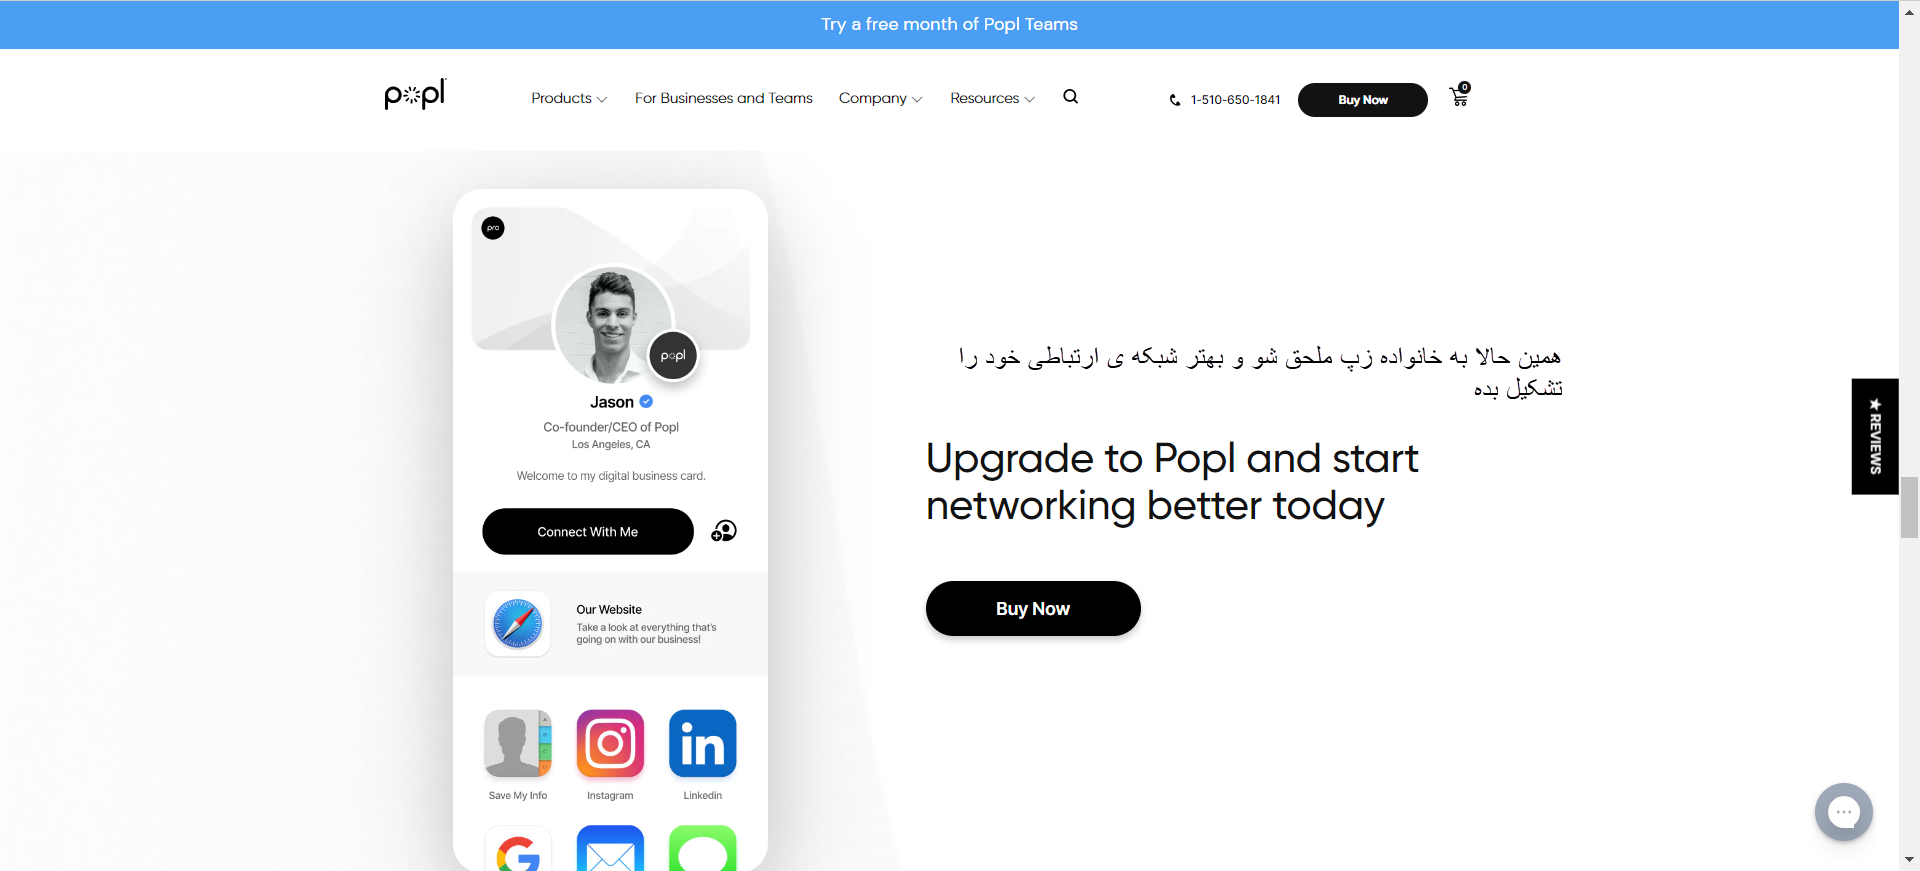 Try a free month of Popl Teams
popl
Products
For Businesses and Teams
Company
Resources
1-510-650-1841
Buy Now
0
pro
popl
Jason
Co-founder/CEO of Popl
Los Angeles, CA
Welcome to my digital business card.
Connect With Me
Our Website
Take a look at everything that's
going on with our business!
Save My Info
Instagram
in
Linkedin
G
همین حالا به خانواده زپ ملحق شو و بهتر شبکه ی ارتباطی خود را
تشکیل بده
Upgrade to Popl and start
networking better today
Buy Now
★ REVIEWS